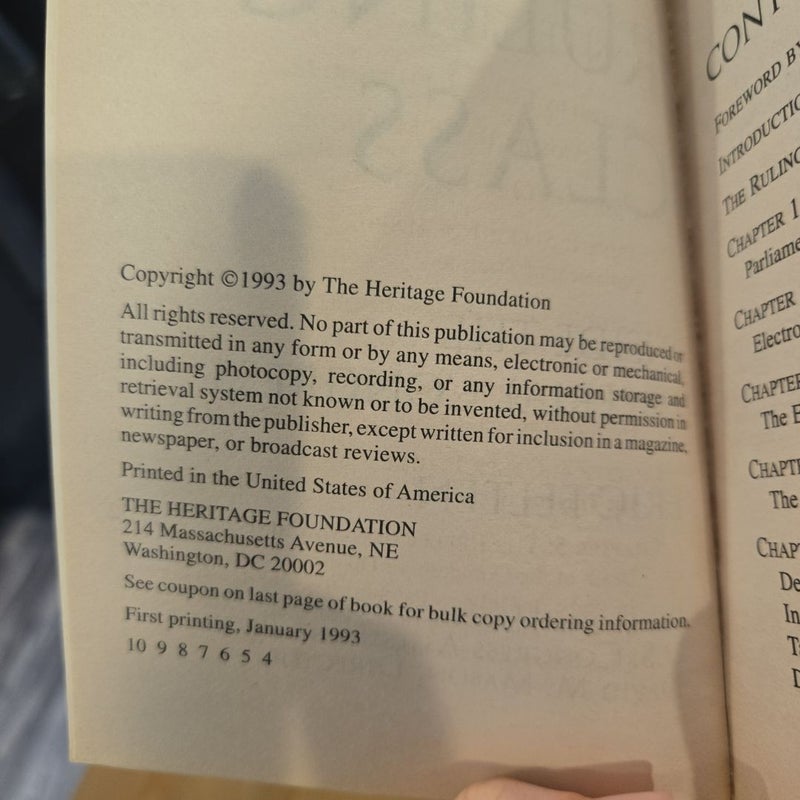 Copyright ©1993 by The Heritage Foundation
All rights reserved. No part of this publication may be reproduced or
transmitted in any form or by any means, electronic or mechanical,
including photocopy, recording, or any information storage and
retrieval system not known or to be invented, without permission in
writing from the publisher, except written for inclusion in a magazine,
newspaper, or broadcast reviews.
Printed in the United States of America
THE HERITAGE FOUNDATION
214 Massachusetts Avenue, NE
Washington, DC 20002
See coupon on last page of book for bulk copy ordering information.
First printing, January 1993
10 9 8 7 6 5 4
CONT
FOREWORD BY
INTRODUCTIO
THE RULING
CHAPTER 1
Parliame
CHAPTER
Electro
CHAPTER
The E
CHAPT
The
CHAP
De
In
T
D